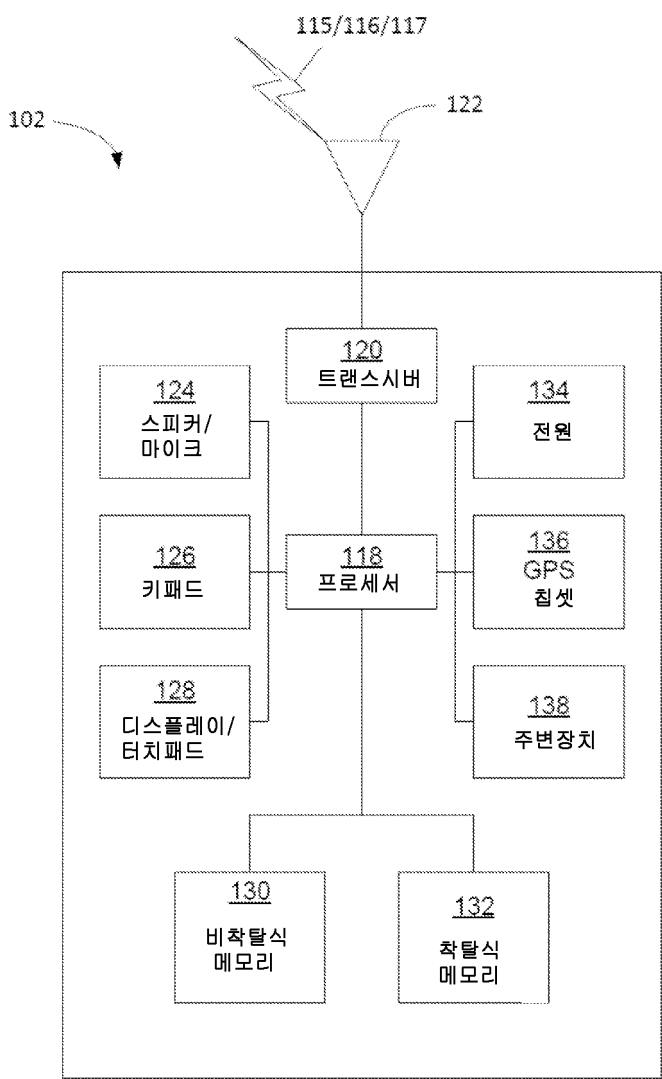 115/116/117
122
102
120
트랜스시버
124
스피커/
마이크
134
전원
126
키패드
118
프로세서
136
GPS
칩셋
128
디스플레이/
터치패드
138
주변장치
130
비착탈식
메모리
132
착탈식
메모리